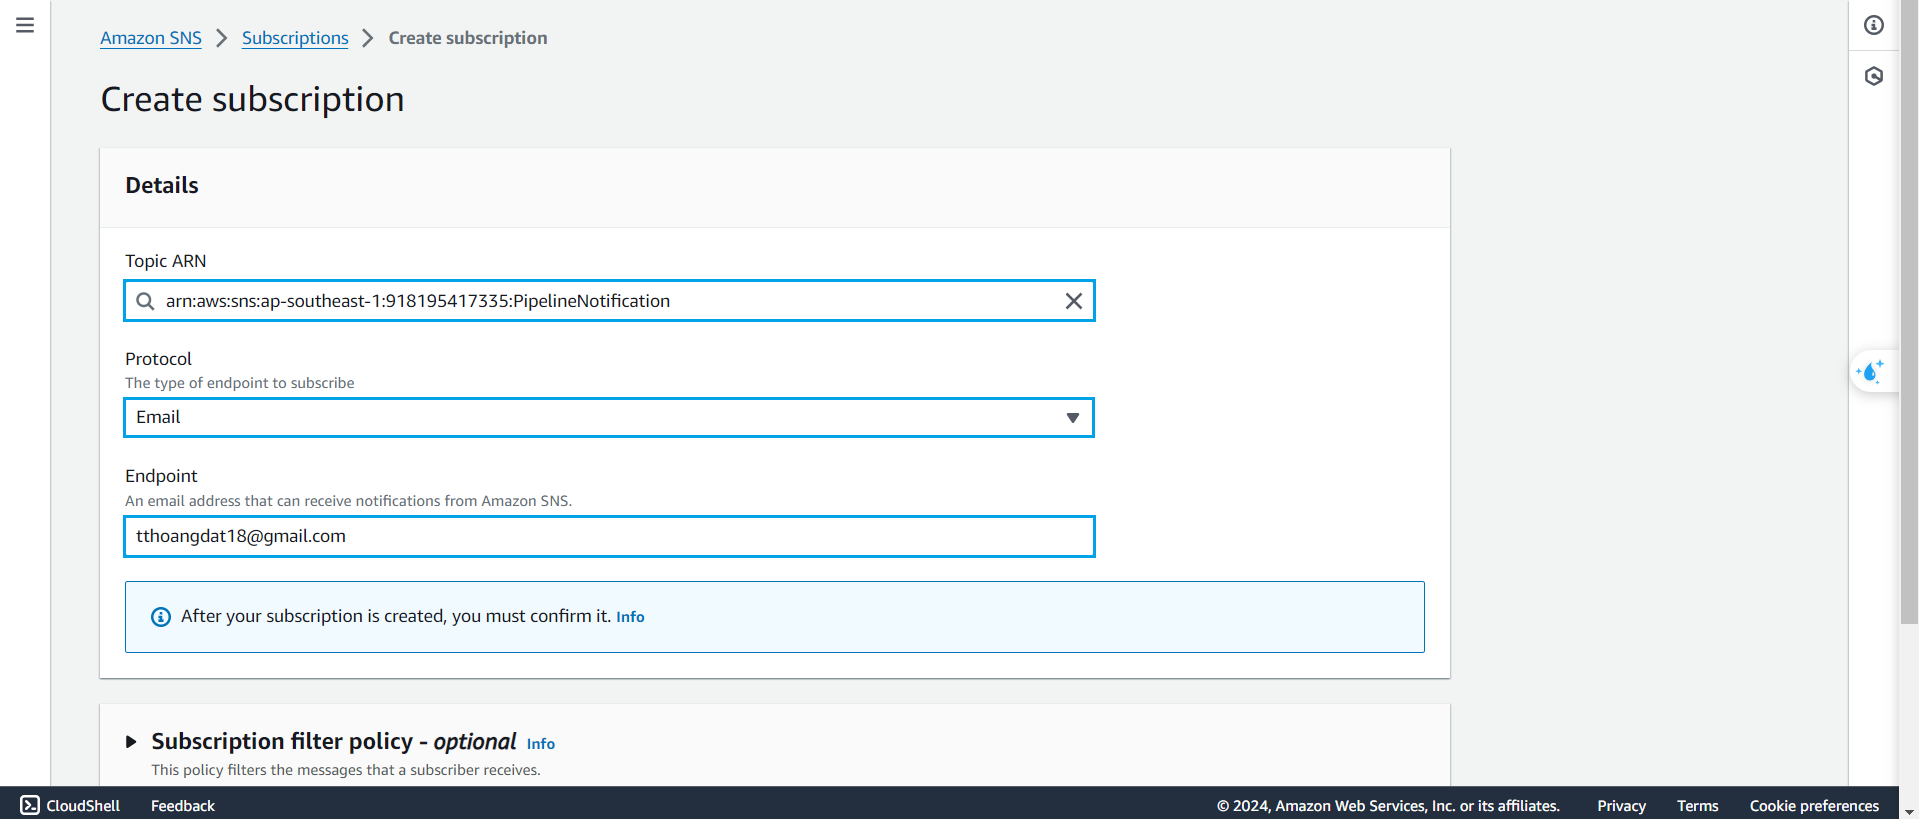 Amazon SNS > Subscriptions > Create subscription
Create subscription
Details
Topic ARN
arn:aws:sns:ap-southeast-1:918195417335:PipelineNotification
Protocol
The type of endpoint to subscribe
Email
Endpoint
An email address that can receive notifications from Amazon SNS.
tthoangdat18@gmail.com
After your subscription is created, you must confirm it. Info
Subscription filter policy - optional Info
This policy filters the messages that a subscriber receives.
CloudShell Feedback © 2024, Amazon Web Services, Inc. or its affiliates. Privacy Terms Cookie preferences